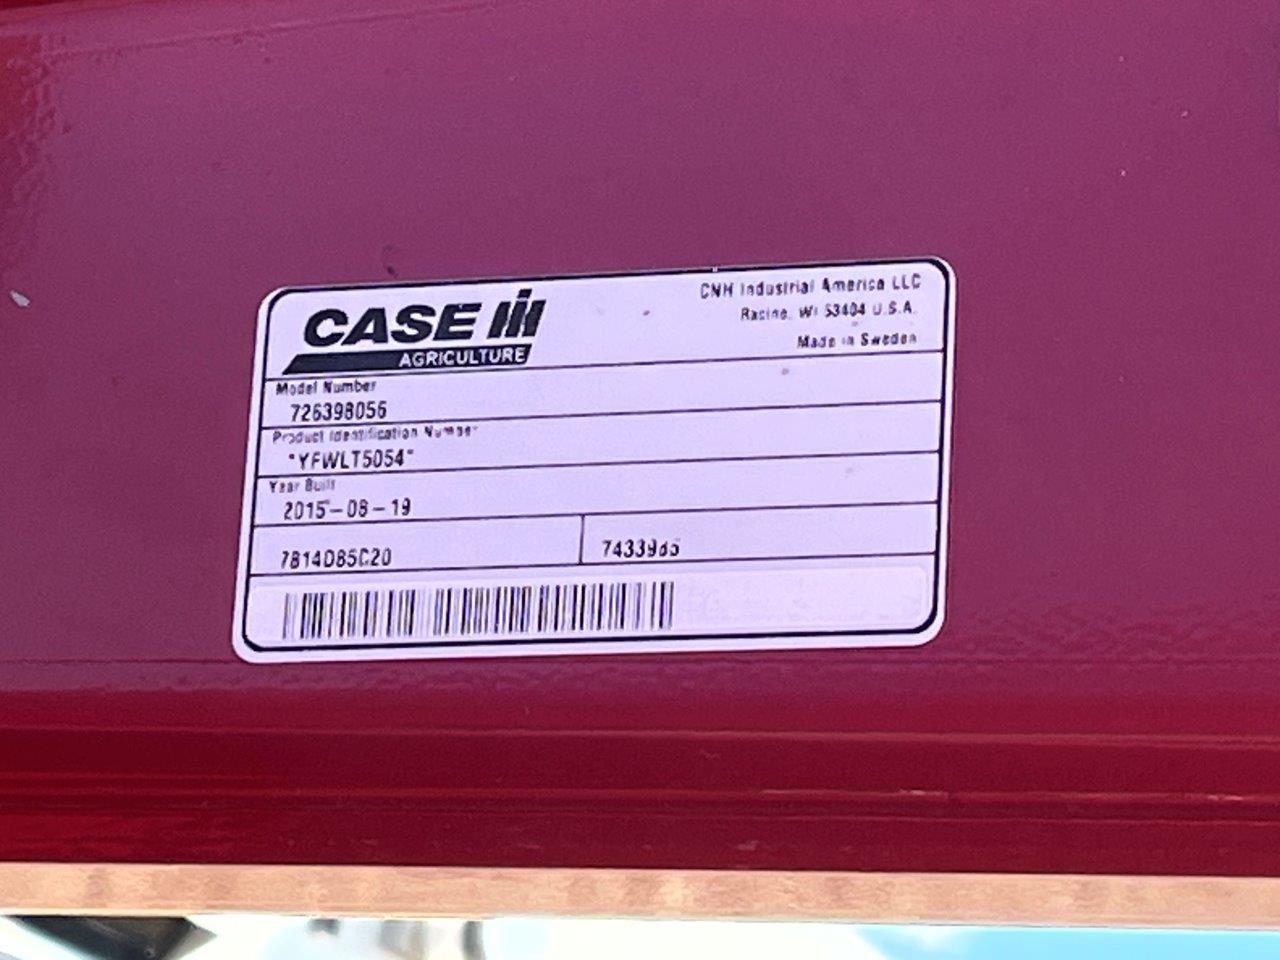 CASE IH
AGRICULTURE
CNH Industrial America LLC
Racine, WI 53404 U.S.A.
Made in Sweden
Model Number
726398056
Product Identification Number
"YFWLT5054"
Year Built
2015-08-19
7814D85C20